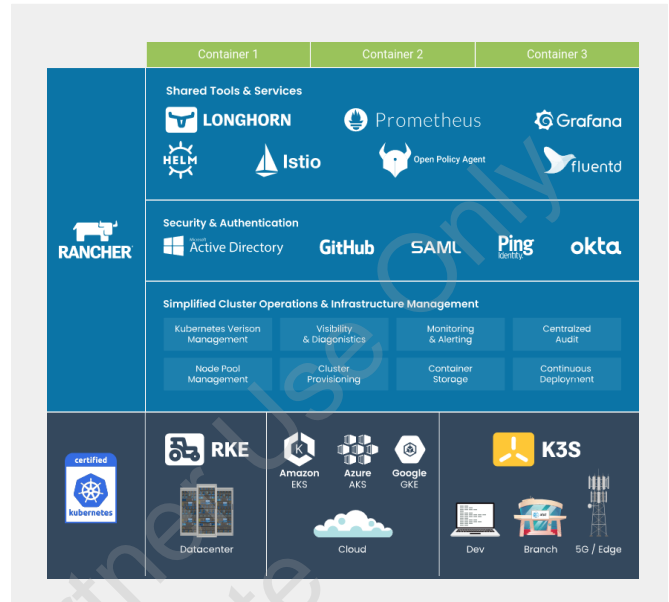 Container 1
Container 2
Container 3
Shared Tools & Services
LONGHORN
Prometheus
Grafana
HELM
Istio
Open Policy Agent
fluentd
RANCHER
Security & Authentication
Microsoft
Active Directory
GitHub
SAML
Ping
Identity
okta
Simplified Cluster Operations & Infrastructure Management
Kubernetes Verison
Management
Visibility
& Diagonistics
Monitoring
& Alerting
Centralzed
Audit
Node Pool
Management
Cluster
Provisioning
Container
Storage
Continuous
Deployment
certified
kubernetes
RKE
Datacenter
K
Amazon
EKS
Azure
AKS
Google
GKE
Cloud
K3S
Dev
Branch
5G / Edge
Partner Use Only